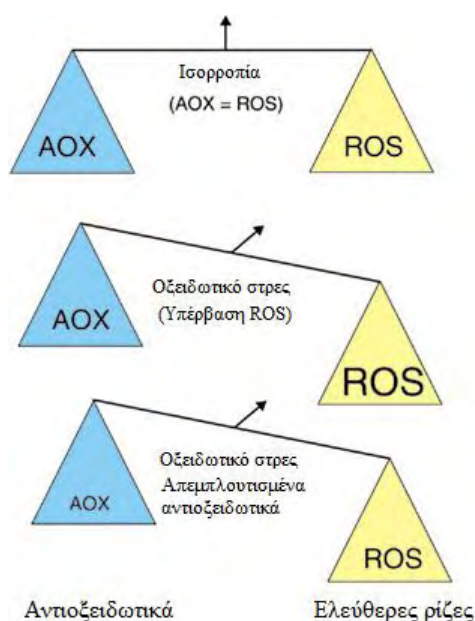 Ισορροπία
(AOX = ROS)
AOX
ROS
Οξειδωτικό στρες
(Υπέρβαση ROS)
AOX
ROS
Οξειδωτικό στρες
Απεμπλουτισμένα
αντιοξειδωτικά
AOX
ROS
Αντιοξειδωτικά
Ελεύθερες ρίζες